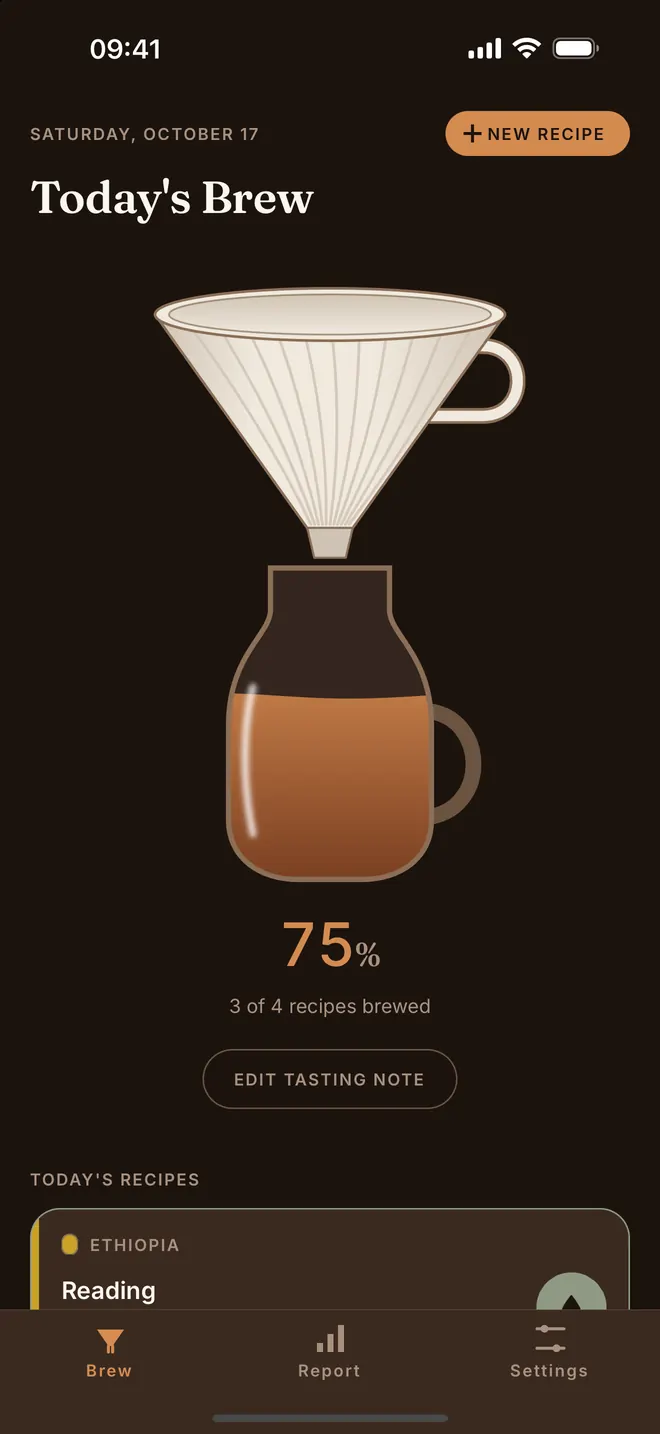 09:41
SATURDAY, OCTOBER 17
NEW RECIPE
Today's Brew
75%
3 of 4 recipes brewed
EDIT TASTING NOTE
TODAY'S RECIPES
ETHIOPIA
Reading
Brew
Report
Settings